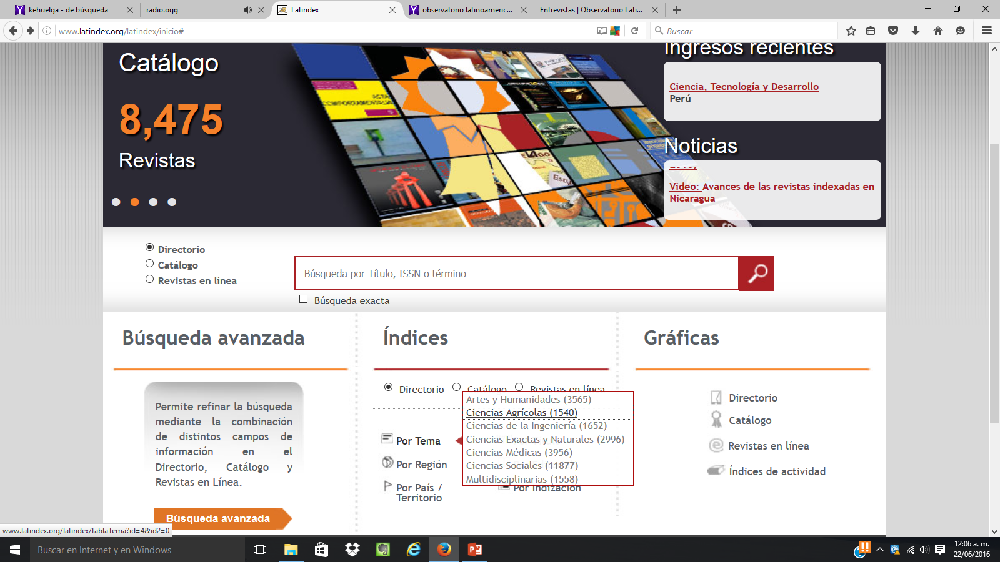 kehuelga - de búsqueda
radio.ogg
Latindex
observatorio latinoameric...
Entrevistas | Observatorio Lati...
www.latindex.org/latindex/inicio#
Buscar
Catálogo
8,475
Revistas
Ingresos recientes
Ciencia, Tecnología y Desarrollo
Perú
Noticias
Video: Avances de las revistas indexadas en
Nicaragua
Directorio
Catálogo
Revistas en línea
Búsqueda por Título, ISSN o término
Búsqueda exacta
Búsqueda avanzada
Permite refinar la búsqueda
mediante la combinación
de distintos campos de
información en el
Directorio, Catálogo y
Revistas en Línea.
Búsqueda avanzada
Índices
Directorio Catálogo Revistas en línea
Artes y Humanidades (3565)
Ciencias Agrícolas (1540)
Ciencias de la Ingeniería (1652)
Ciencias Exactas y Naturales (2996)
Ciencias Médicas (3956)
Ciencias Sociales (11877)
Multidisciplinarias (1558)
Por Tema
Por Región
Por País /
Territorio
Por Indización
Gráficas
Directorio
Catálogo
Revistas en línea
Índices de actividad
www.latindex.org/latindex/tablaTema?id=4&id2=0
Buscar en Internet y en Windows
12:06 a. m.
22/06/2016